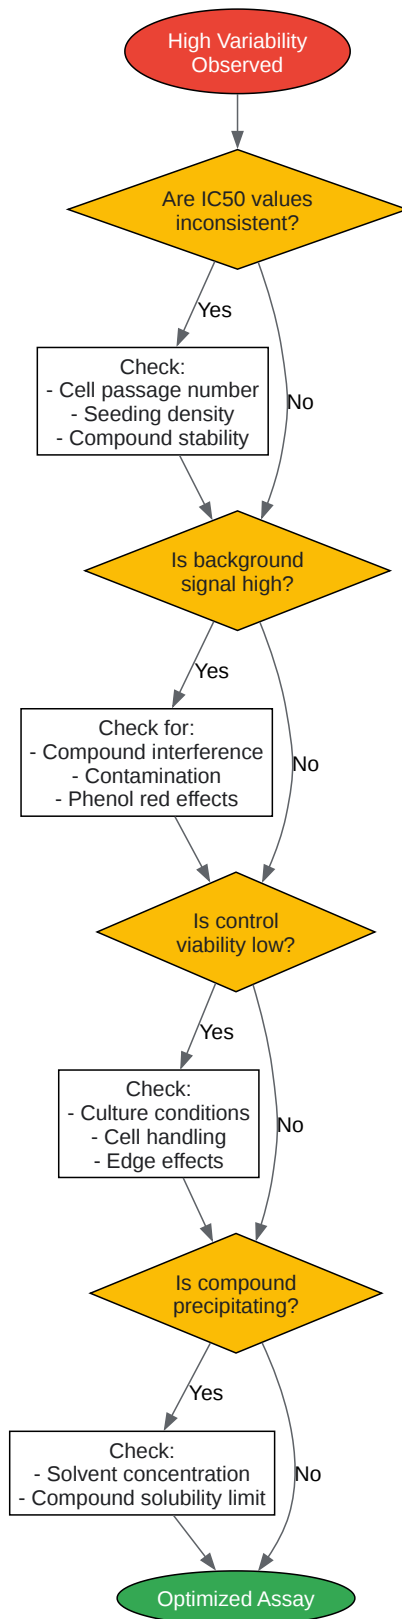 High Variability
Observed
Are IC50 values
inconsistent?
Yes
Check:
- Cell passage number
- Seeding density
- Compound stability
No
Is background
signal high?
Yes
Check for:
- Compound interference
- Contamination
- Phenol red effects
No
Is control
viability low?
Yes
Check:
- Culture conditions
- Cell handling
- Edge effects
No
Is compound
precipitating?
Yes
Check:
- Solvent concentration
- Compound solubility limit
No
Optimized Assay